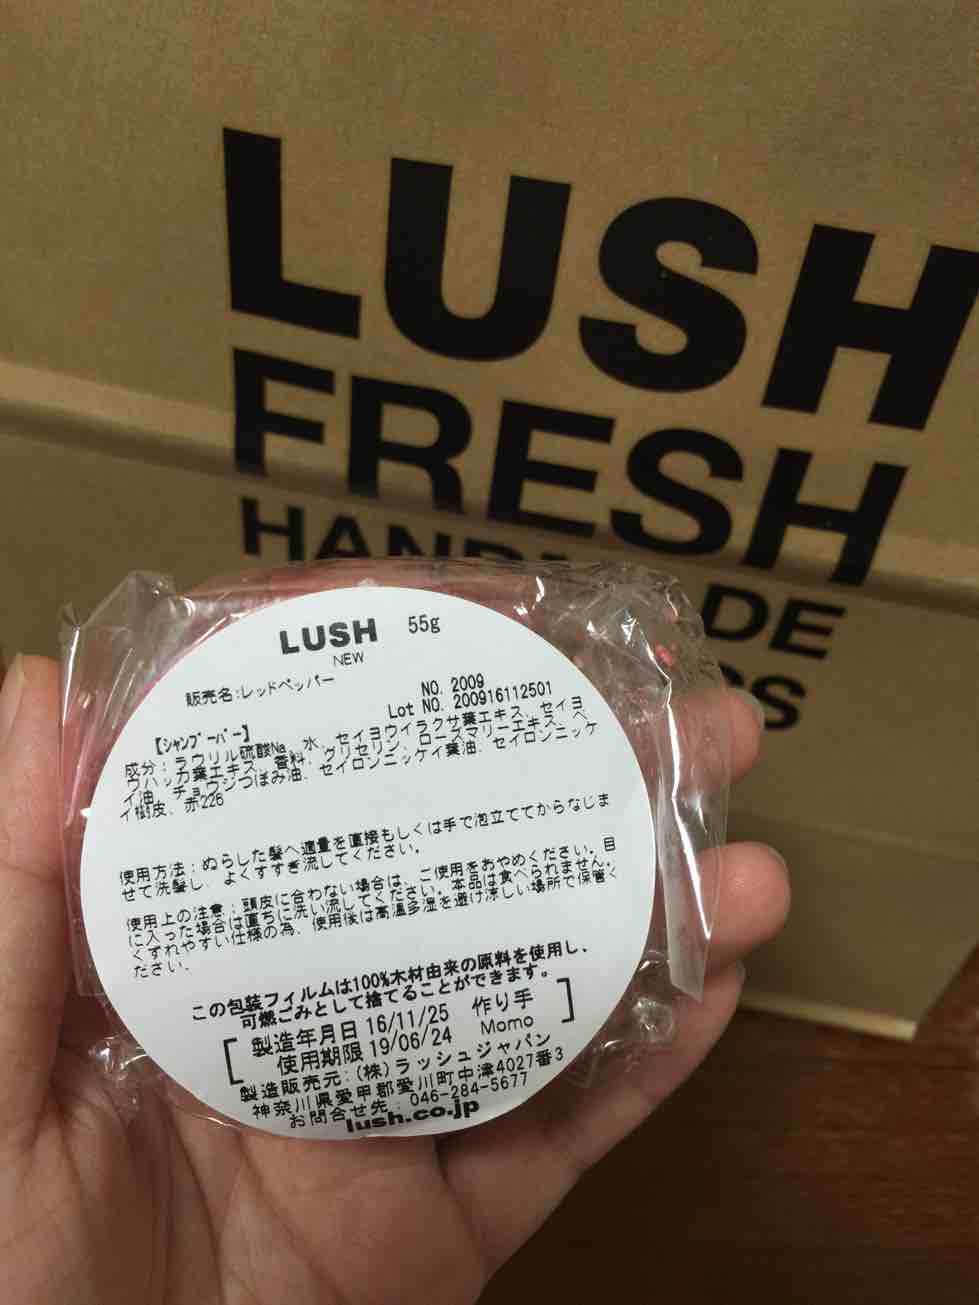 LUSH
FRESH
HANDMADE
LUSH 55g
NEW
販売名:レッドペッパー
NO. 2009
Lot NO. 200916112501
【シャンプーバー】
成分:ラウリル硫酸Na、水、セイヨウイラクサ葉エキス、セイヨ
ウハッカ葉エキス、香料、グリセリン、ローズマリーエキス、ベ
イ油、チョウジつぼみ油、セイロンニッケイ葉油、セイロンニッケ
イ樹皮、赤226
使用方法:ぬらした髪へ適量を直接もしくは手で泡立ててからなじま
せて洗髪し、よくすすぎ流してください。
使用上の注意:頭皮に合わない場合は、ご使用をおやめください。目
に入った場合は直ちに洗い流してください。本品は食べられません。
くずれやすい仕様の為、使用後は高温多湿を避け涼しい場所で保管く
ださい.
この包装フィルムは100%木材由来の原料を使用し、
可燃ごみとして捨てることができます。
製造年月日 16/11/25 作り手
使用期限 19/06/24 Momo
製造販売元:(株)ラッシュジャパン
神奈川県愛甲郡愛川町中津4027番3
お問合せ先:046-284-5677
lush.co.jp